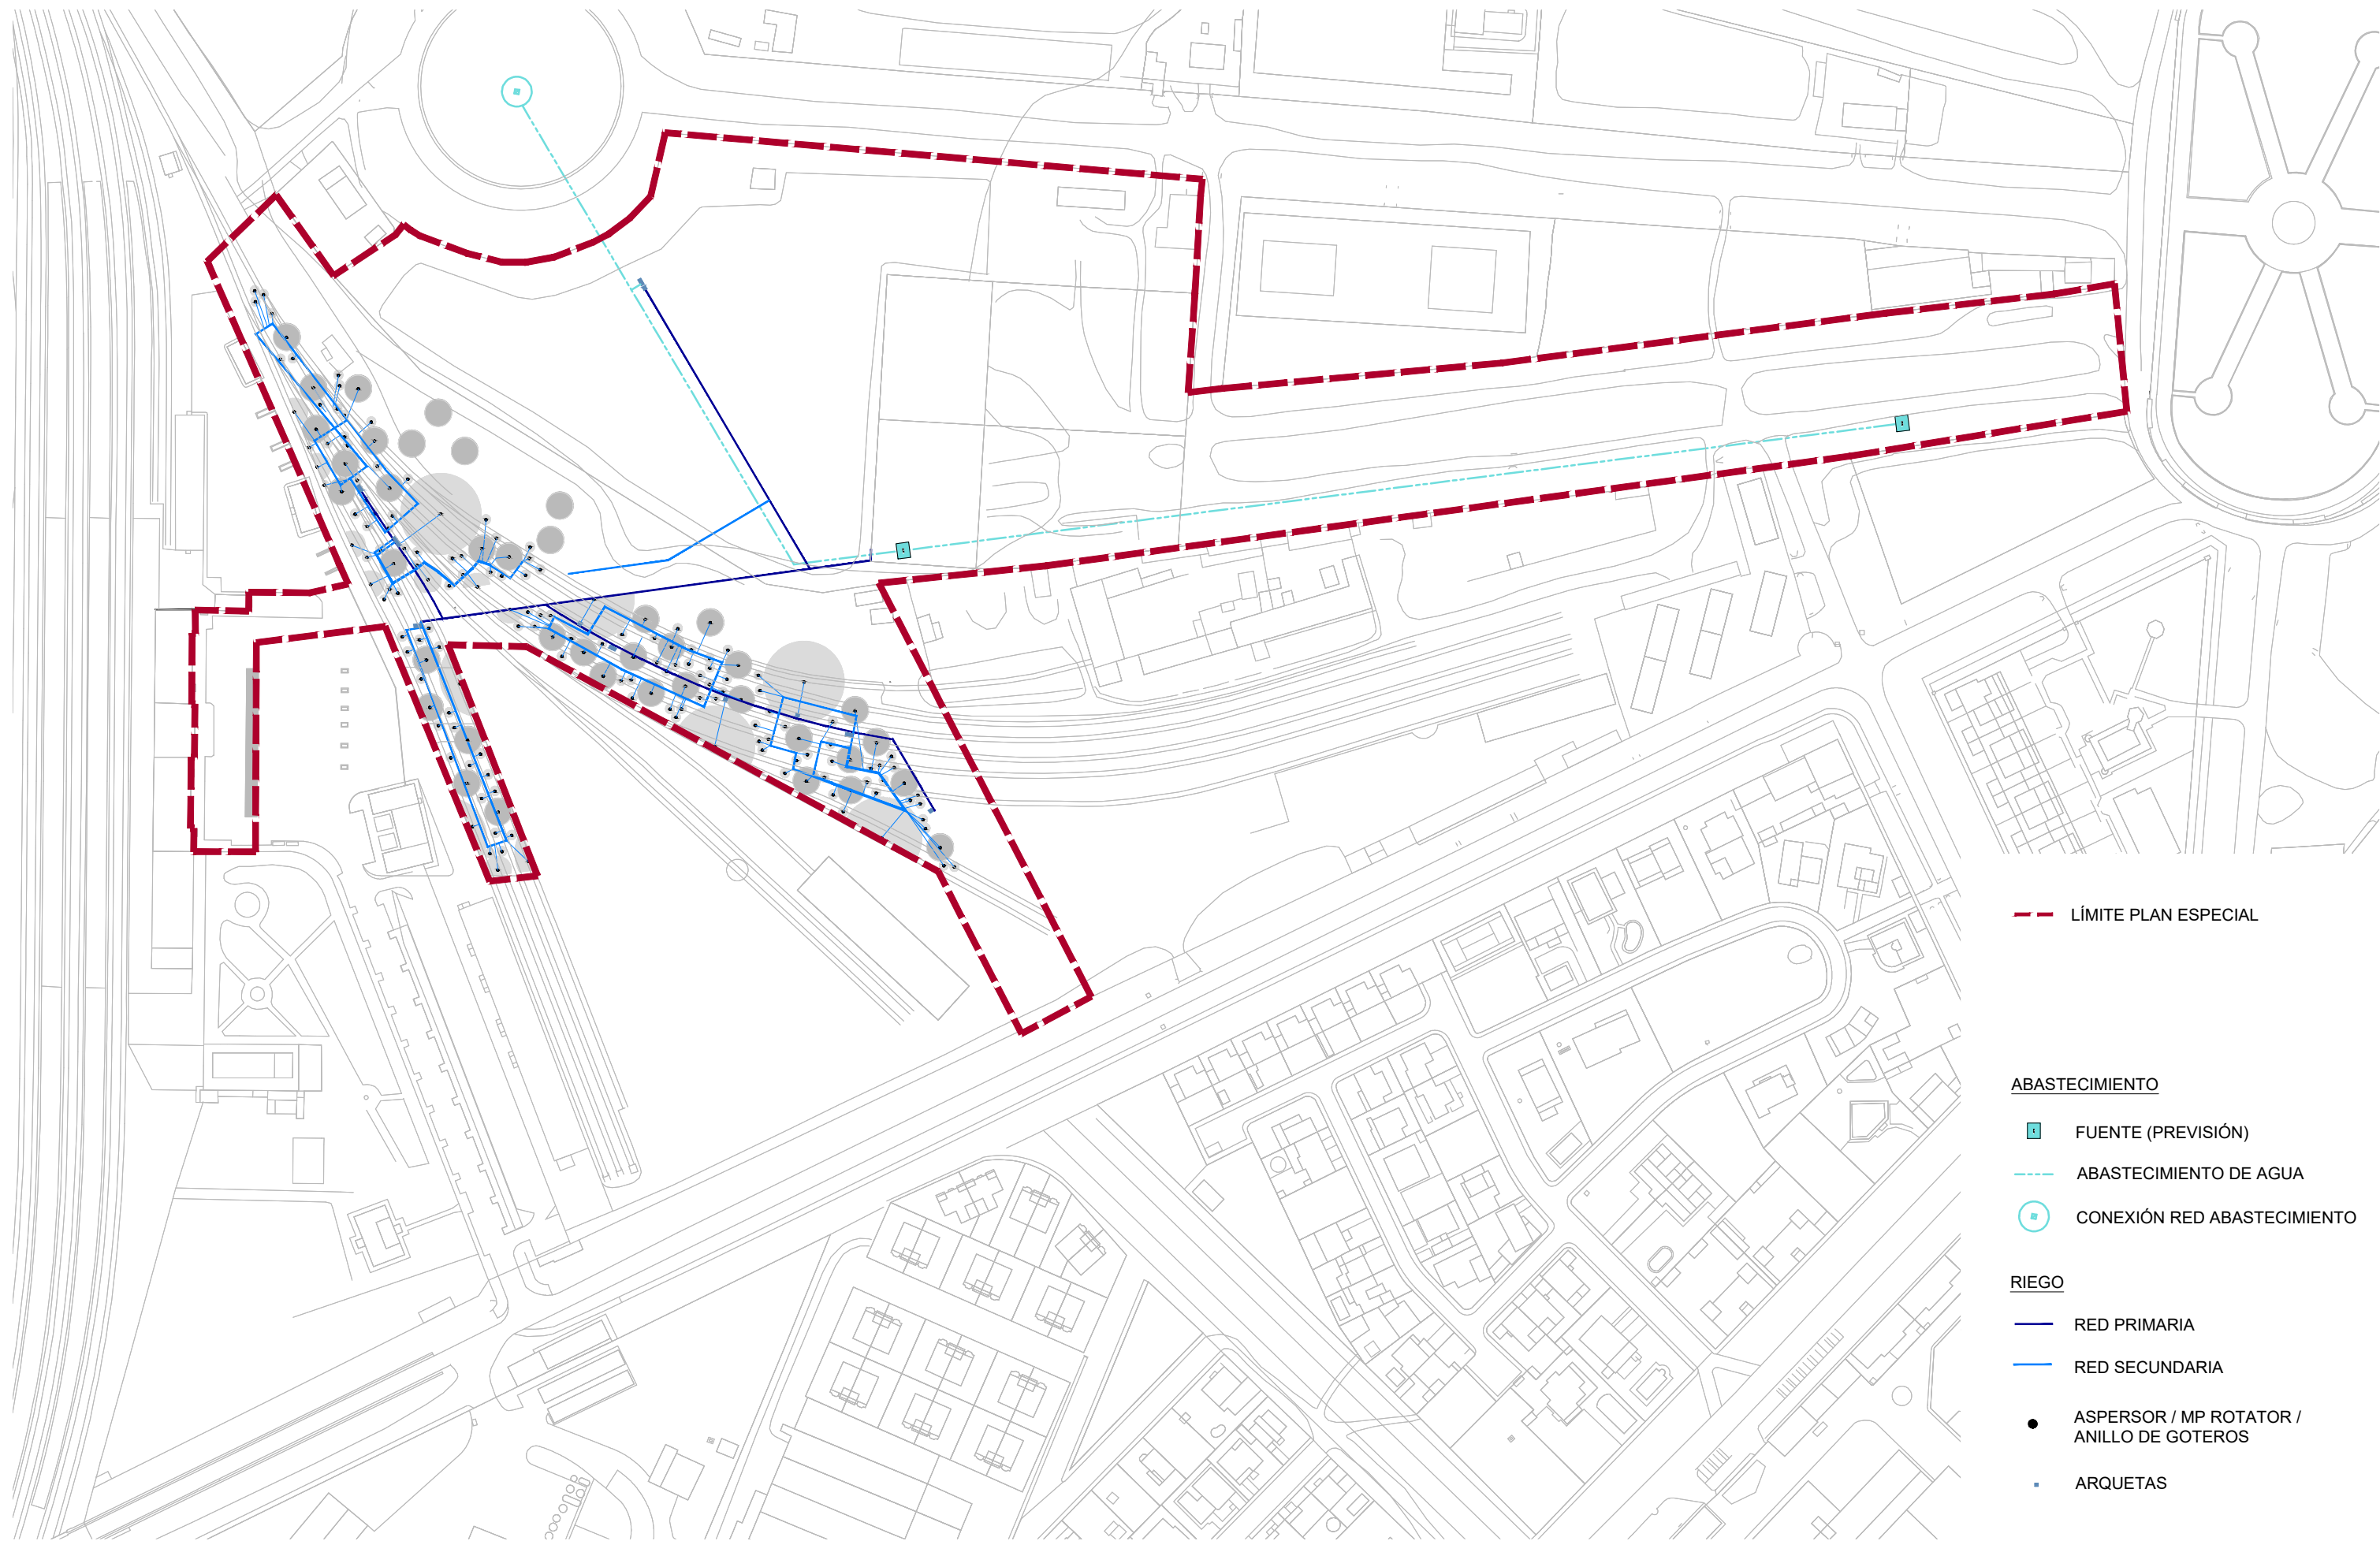 LÍMITE PLAN ESPECIAL
ABASTECIMIENTO
FUENTE (PREVISIÓN)
ABASTECIMIENTO DE AGUA
CONEXIÓN RED ABASTECIMIENTO
RIEGO
RED PRIMARIA
RED SECUNDARIA
ASPERSOR / MP ROTATOR /
ANILLO DE GOTEROS
ARQUETAS